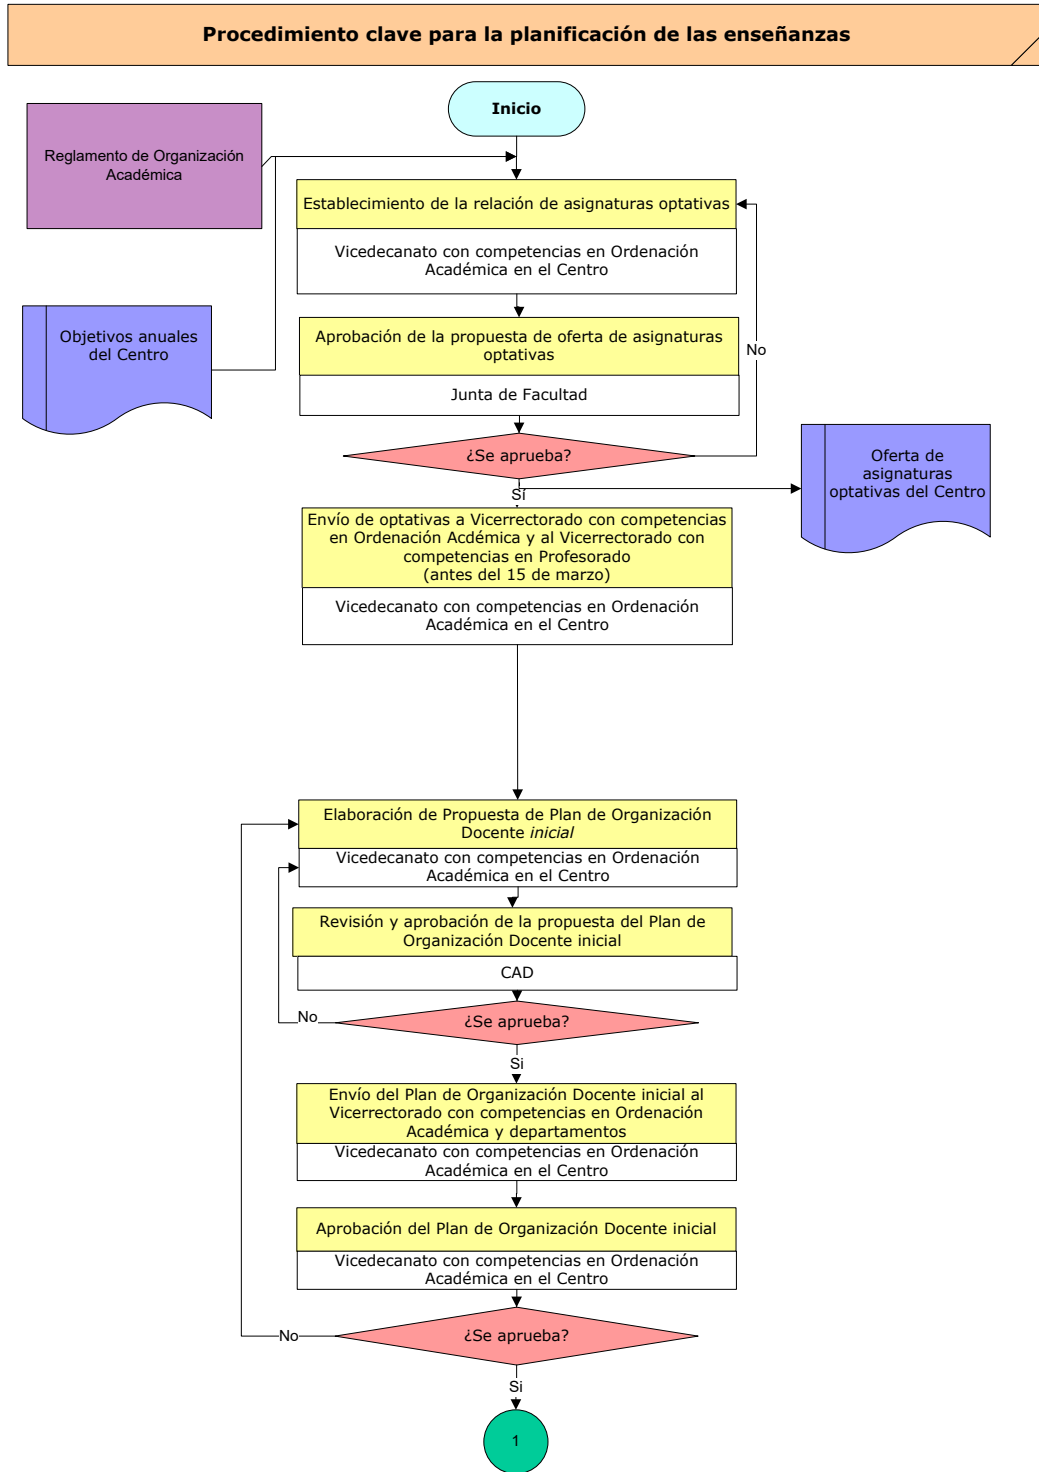 Procedimiento clave para la planificación de las enseñanzas
Inicio
Reglamento de Organización
Académica
Establecimiento de la relación de asignaturas optativas
Vicedecanato con competencias en Ordenación
Académica en el Centro
Objetivos anuales
del Centro
Aprobación de la propuesta de oferta de asignaturas
optativas
No
Junta de Facultad
¿Se aprueba?
Oferta de
asignaturas
optativas del Centro
Sí
Envío de optativas a Vicerrectorado con competencias
en Ordenación Acdémica y al Vicerrectorado con
competencias en Profesorado
(antes del 15 de marzo)
Vicedecanato con competencias en Ordenación
Académica en el Centro
Elaboración de Propuesta de Plan de Organización
Docente inicial
Vicedecanato con competencias en Ordenación
Académica en el Centro
Revisión y aprobación de la propuesta del Plan de
Organización Docente inicial
CAD
No
¿Se aprueba?
Si
Envío del Plan de Organización Docente inicial al
Vicerrectorado con competencias en Ordenación
Académica y departamentos
Vicedecanato con competencias en Ordenación
Académica en el Centro
Aprobación del Plan de Organización Docente inicial
Vicedecanato con competencias en Ordenación
Académica en el Centro
No
¿Se aprueba?
Si
1